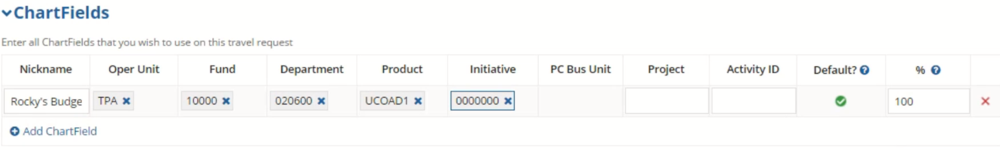 ChartFields
Enter all ChartFields that you wish to use on this travel request
Nickname Oper Unit Fund Department Product Initiative PC Bus Unit Project Activity ID Default? %
Rocky's Budge TPA 10000 020600 UCOAD1 0000000 100
Add ChartField